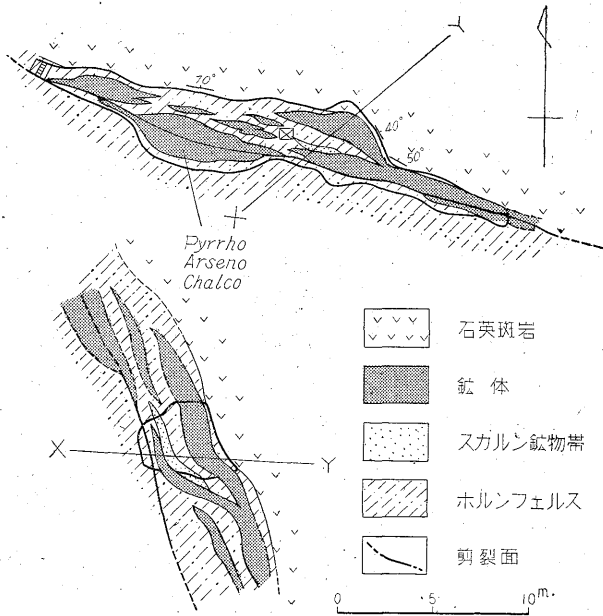 70°
Y
40°
50°
X
Pyrrho
Arseno
Chalco
X
Y
石英斑岩
鉱体
スカルン鉱物帯
ホルンフェルス
剪裂面
0 5 10 m.